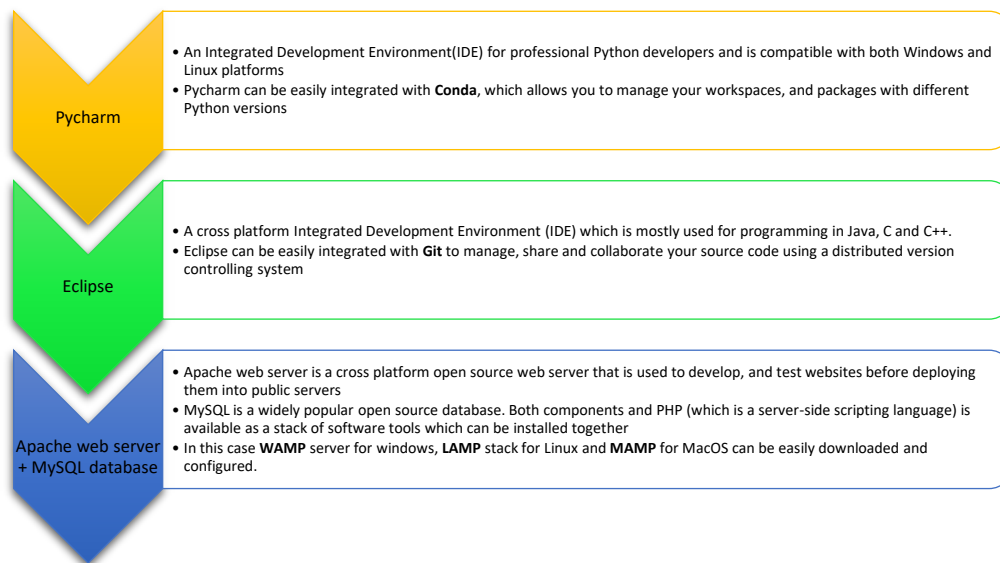 Pycharm
• An Integrated Development Environment(IDE) for professional Python developers and is compatible with both Windows and
Linux platforms
• Pycharm can be easily integrated with Conda, which allows you to manage your workspaces, and packages with different
Python versions
Eclipse
• A cross platform Integrated Development Environment (IDE) which is mostly used for programming in Java, C and C++.
• Eclipse can be easily integrated with Git to manage, share and collaborate your source code using a distributed version
controlling system
Apache web server
+ MySQL database
• Apache web server is a cross platform open source web server that is used to develop, and test websites before deploying
them into public servers
• MySQL is a widely popular open source database. Both components and PHP (which is a server-side scripting language) is
available as a stack of software tools which can be installed together
• In this case WAMP server for windows, LAMP stack for Linux and MAMP for MacOS can be easily downloaded and
configured.